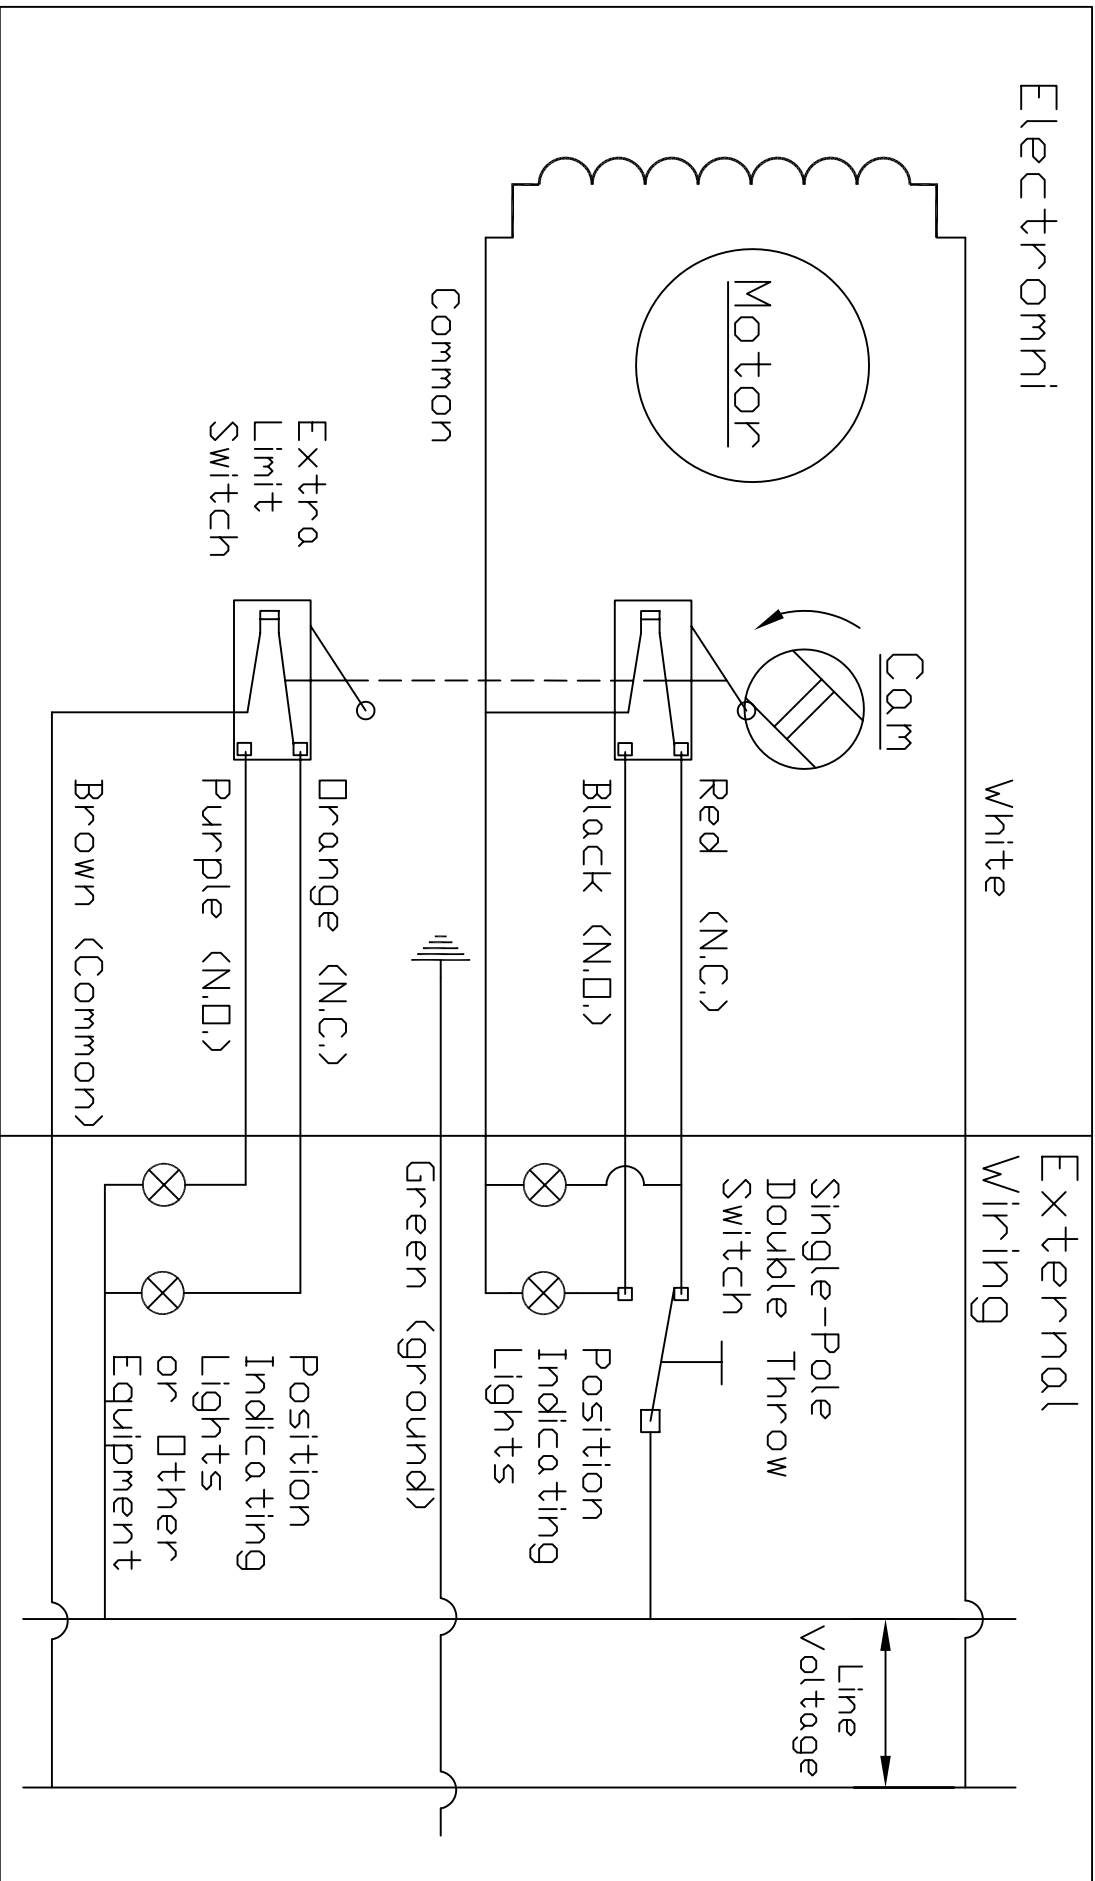 Electromni
Motor
Cam
White
Common
Extra
Limit
Switch
Red (N.C.)
Black (N.O.)
Orange (N.C.)
Purple (N.O.)
Brown (Common)
External
Wiring
Single-Pole
Double Throw
Switch
Position
Indicating
Lights
Green (ground)
Position
Indicating
Lights
or Other
Equipment
Line
Voltage